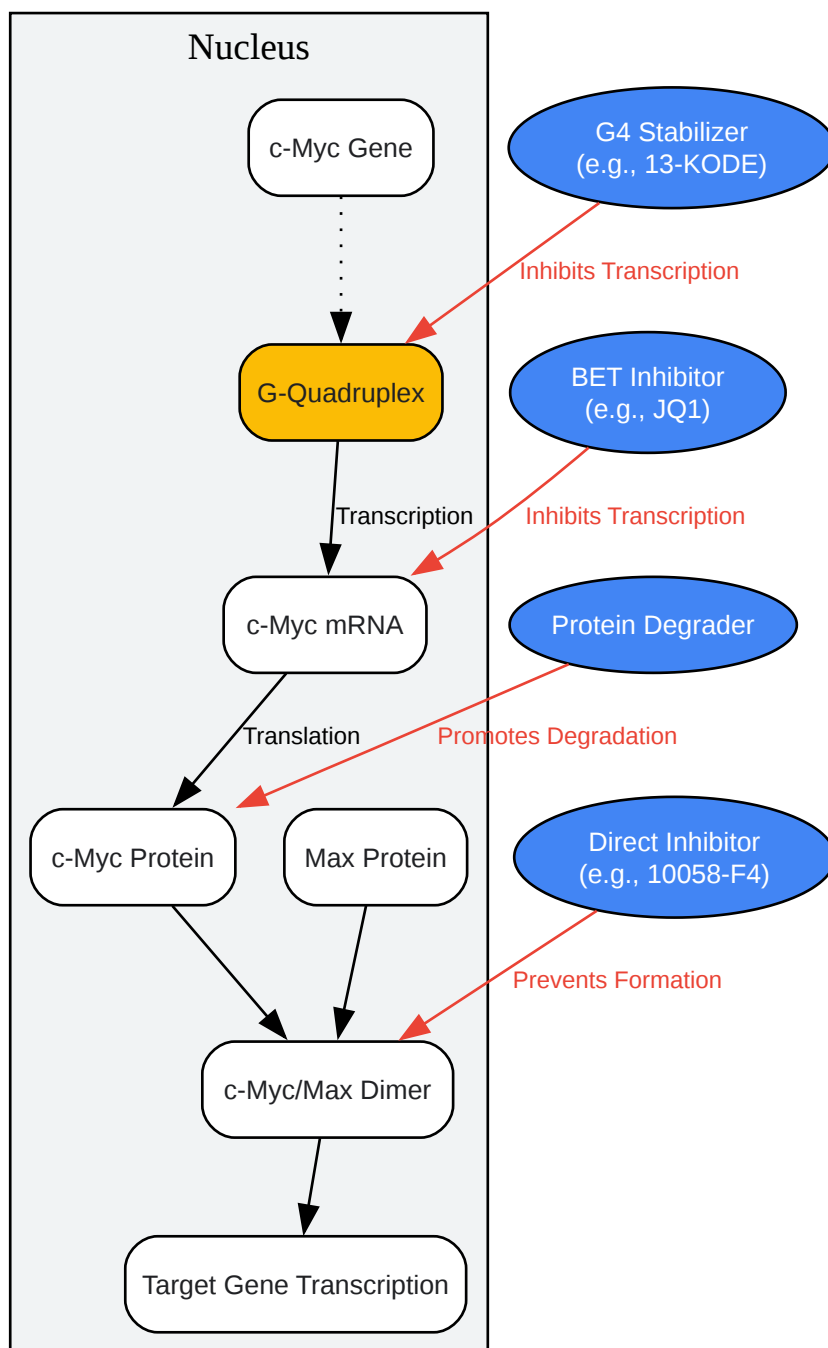 Nucleus
c-Myc Gene
G4 Stabilizer
(e.g., 13-KODE)
Inhibits Transcription
G-Quadruplex
BET Inhibitor
(e.g., JQ1)
Transcription
Inhibits Transcription
c-Myc mRNA
Protein Degrader
Translation
Promotes Degradation
c-Myc Protein
Max Protein
Direct Inhibitor
(e.g., 10058-F4)
Prevents Formation
c-Myc/Max Dimer
Target Gene Transcription